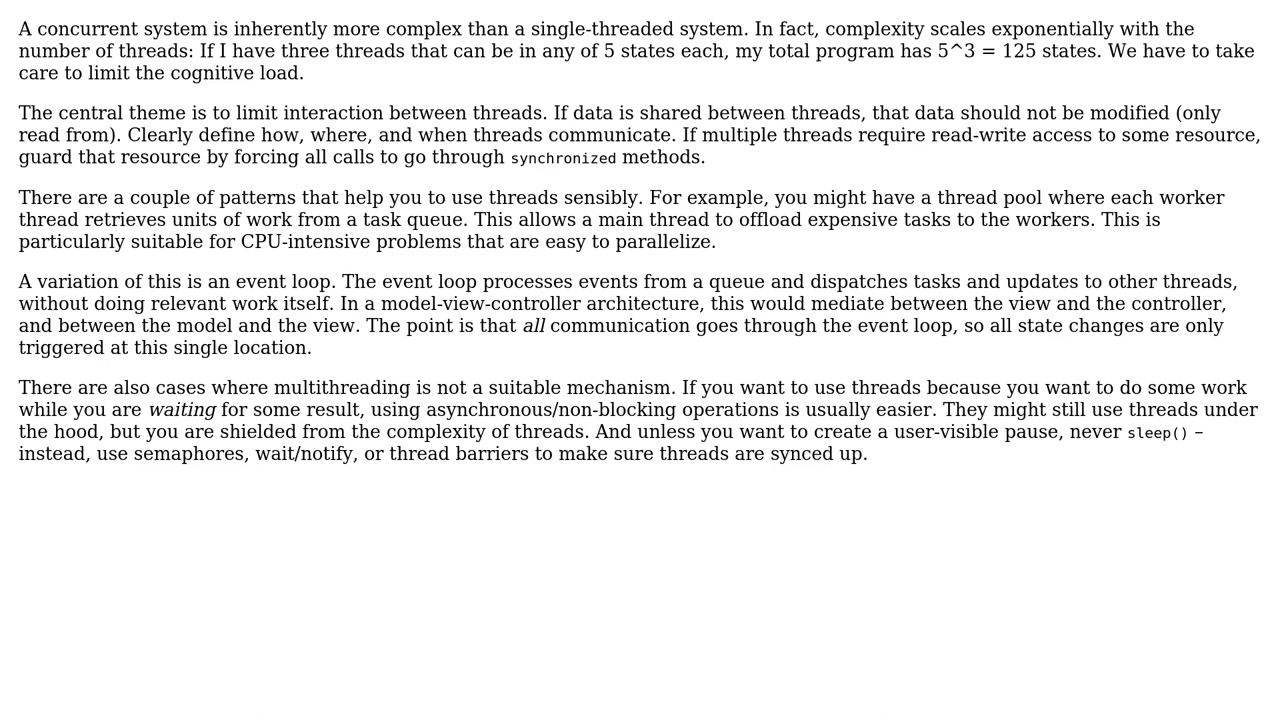 A concurrent system is inherently more complex than a single-threaded system. In fact, complexity scales exponentially with the
number of threads: If I have three threads that can be in any of 5 states each, my total program has 5^3 = 125 states. We have to take
care to limit the cognitive load.
The central theme is to limit interaction between threads. If data is shared between threads, that data should not be modified (only
read from). Clearly define how, where, and when threads communicate. If multiple threads require read-write access to some resource,
guard that resource by forcing all calls to go through synchronized methods.
There are a couple of patterns that help you to use threads sensibly. For example, you might have a thread pool where each worker
thread retrieves units of work from a task queue. This allows a main thread to offload expensive tasks to the workers. This is
particularly suitable for CPU-intensive problems that are easy to parallelize.
A variation of this is an event loop. The event loop processes events from a queue and dispatches tasks and updates to other threads,
without doing relevant work itself. In a model-view-controller architecture, this would mediate between the view and the controller,
and between the model and the view. The point is that all communication goes through the event loop, so all state changes are only
triggered at this single location.
There are also cases where multithreading is not a suitable mechanism. If you want to use threads because you want to do some work
while you are waiting for some result, using asynchronous/non-blocking operations is usually easier. They might still use threads under
the hood, but you are shielded from the complexity of threads. And unless you want to create a user-visible pause, never sleep() –
instead, use semaphores, wait/notify, or thread barriers to make sure threads are synced up.